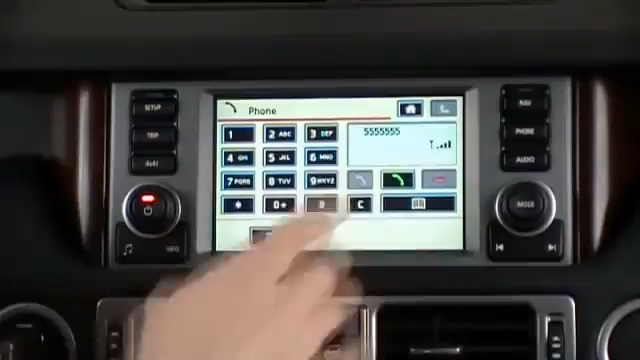 SETUP
TRIP
4x4i
INFO
NAV
PHONE
AUDIO
MODE
Phone
1
2 ABC
3 DEF
5555555
4 GHI
5 JKL
6 MNO
7 PQRS
8 TUV
9 WXYZ
*
0+
C